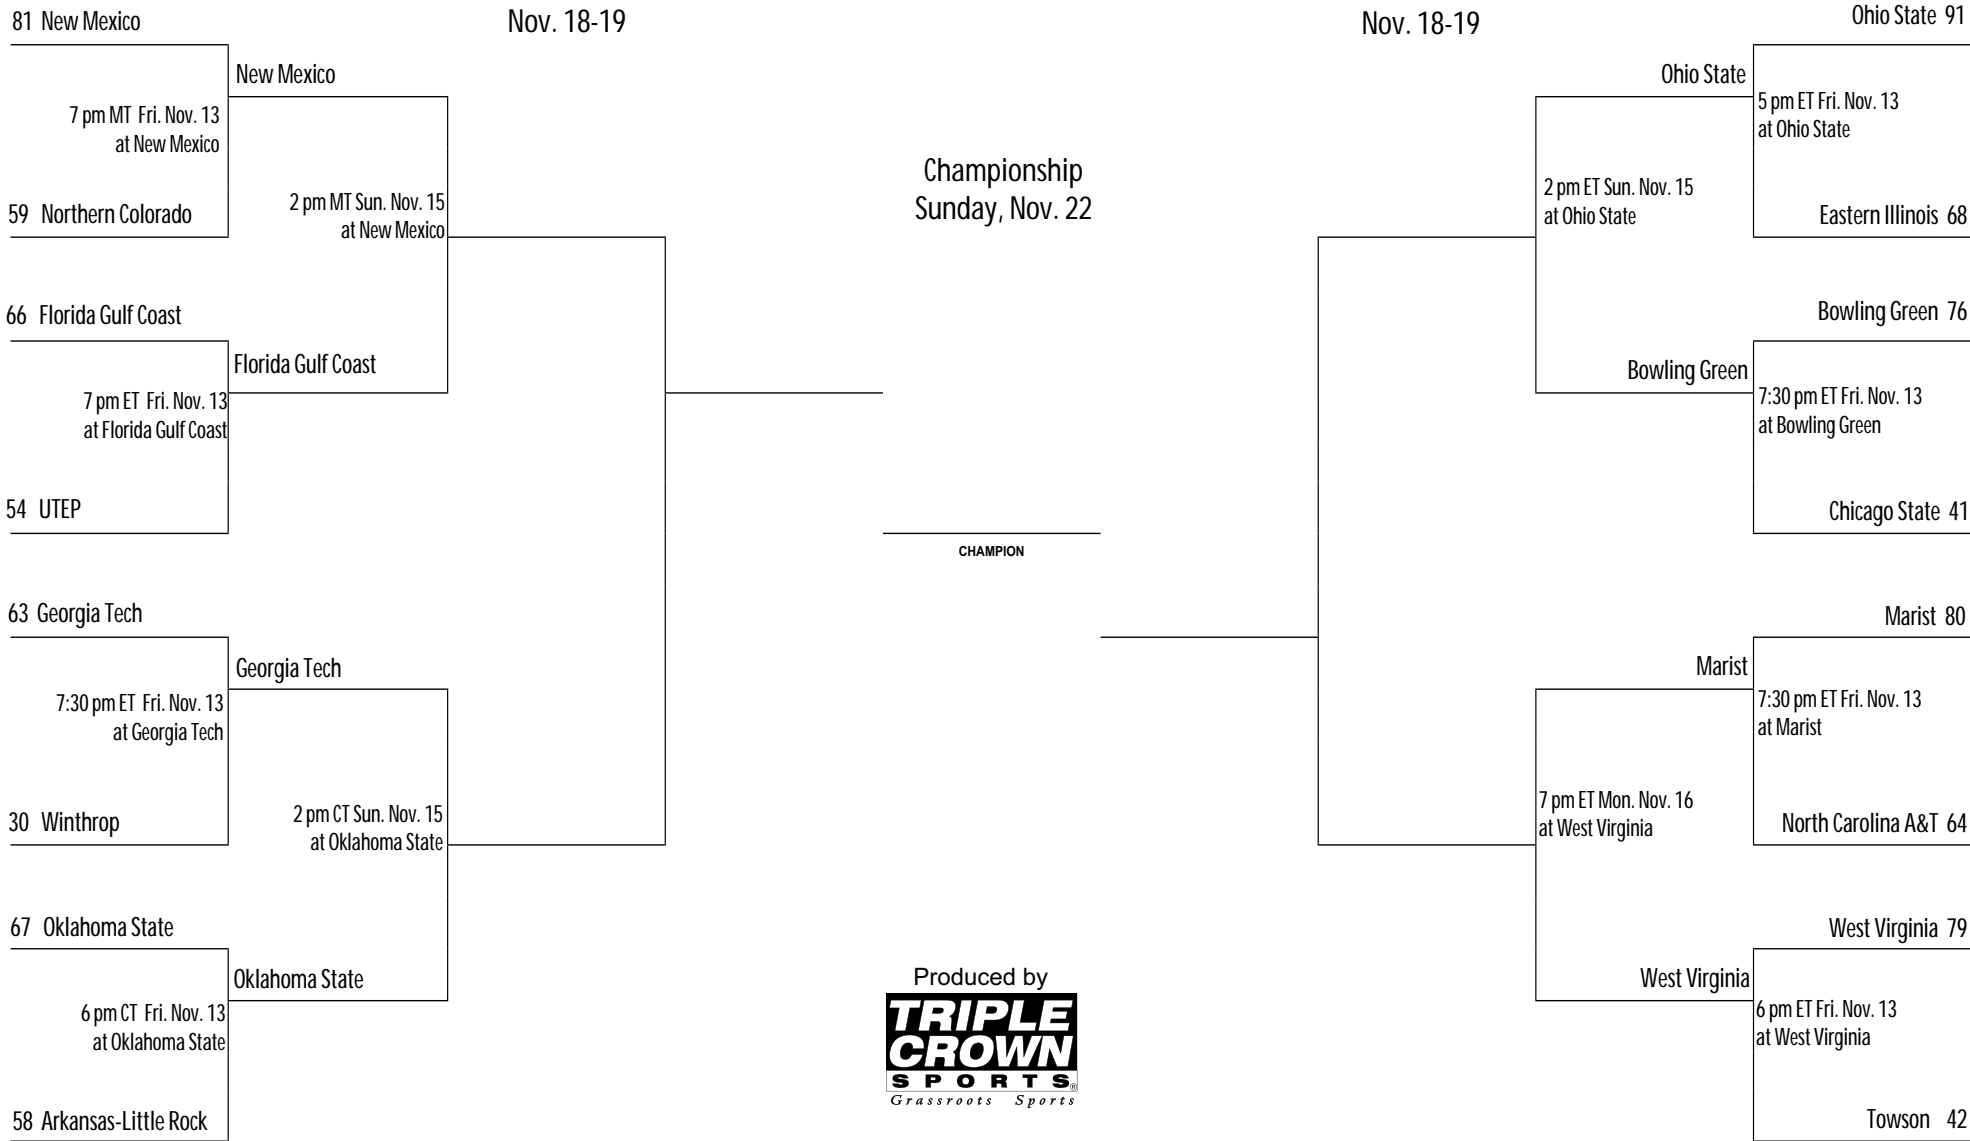 81 New Mexico
Nov. 18-19
New Mexico
7 pm MT Fri. Nov. 13
at New Mexico
59 Northern Colorado
2 pm MT Sun. Nov. 15
at New Mexico
66 Florida Gulf Coast
Florida Gulf Coast
7 pm ET Fri. Nov. 13
at Florida Gulf Coast
54 UTEP
63 Georgia Tech
Georgia Tech
7:30 pm ET Fri. Nov. 13
at Georgia Tech
30 Winthrop
2 pm CT Sun. Nov. 15
at Oklahoma State
67 Oklahoma State
Oklahoma State
6 pm CT Fri. Nov. 13
at Oklahoma State
58 Arkansas-Little Rock
Championship
Sunday, Nov. 22
CHAMPION
Produced by
TRIPLE
CROWN
SPORTS®
Grassroots Sports
Nov. 18-19
Ohio State 91
Ohio State
5 pm ET Fri. Nov. 13
at Ohio State
2 pm ET Sun. Nov. 15
at Ohio State
Eastern Illinois 68
Bowling Green 76
Bowling Green
7:30 pm ET Fri. Nov. 13
at Bowling Green
Chicago State 41
Marist 80
Marist
7:30 pm ET Fri. Nov. 13
at Marist
7 pm ET Mon. Nov. 16
at West Virginia
North Carolina A&T 64
West Virginia 79
West Virginia
6 pm ET Fri. Nov. 13
at West Virginia
Towson 42